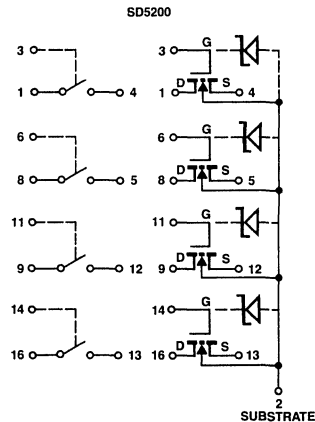 SD5200
3 3 G
1 4 1 D S 4
6 6 G
8 5 8 D S 5
11 11 G
9 12 9 D S 12
14 14 G
16 13 16 D S 13
2
SUBSTRATE